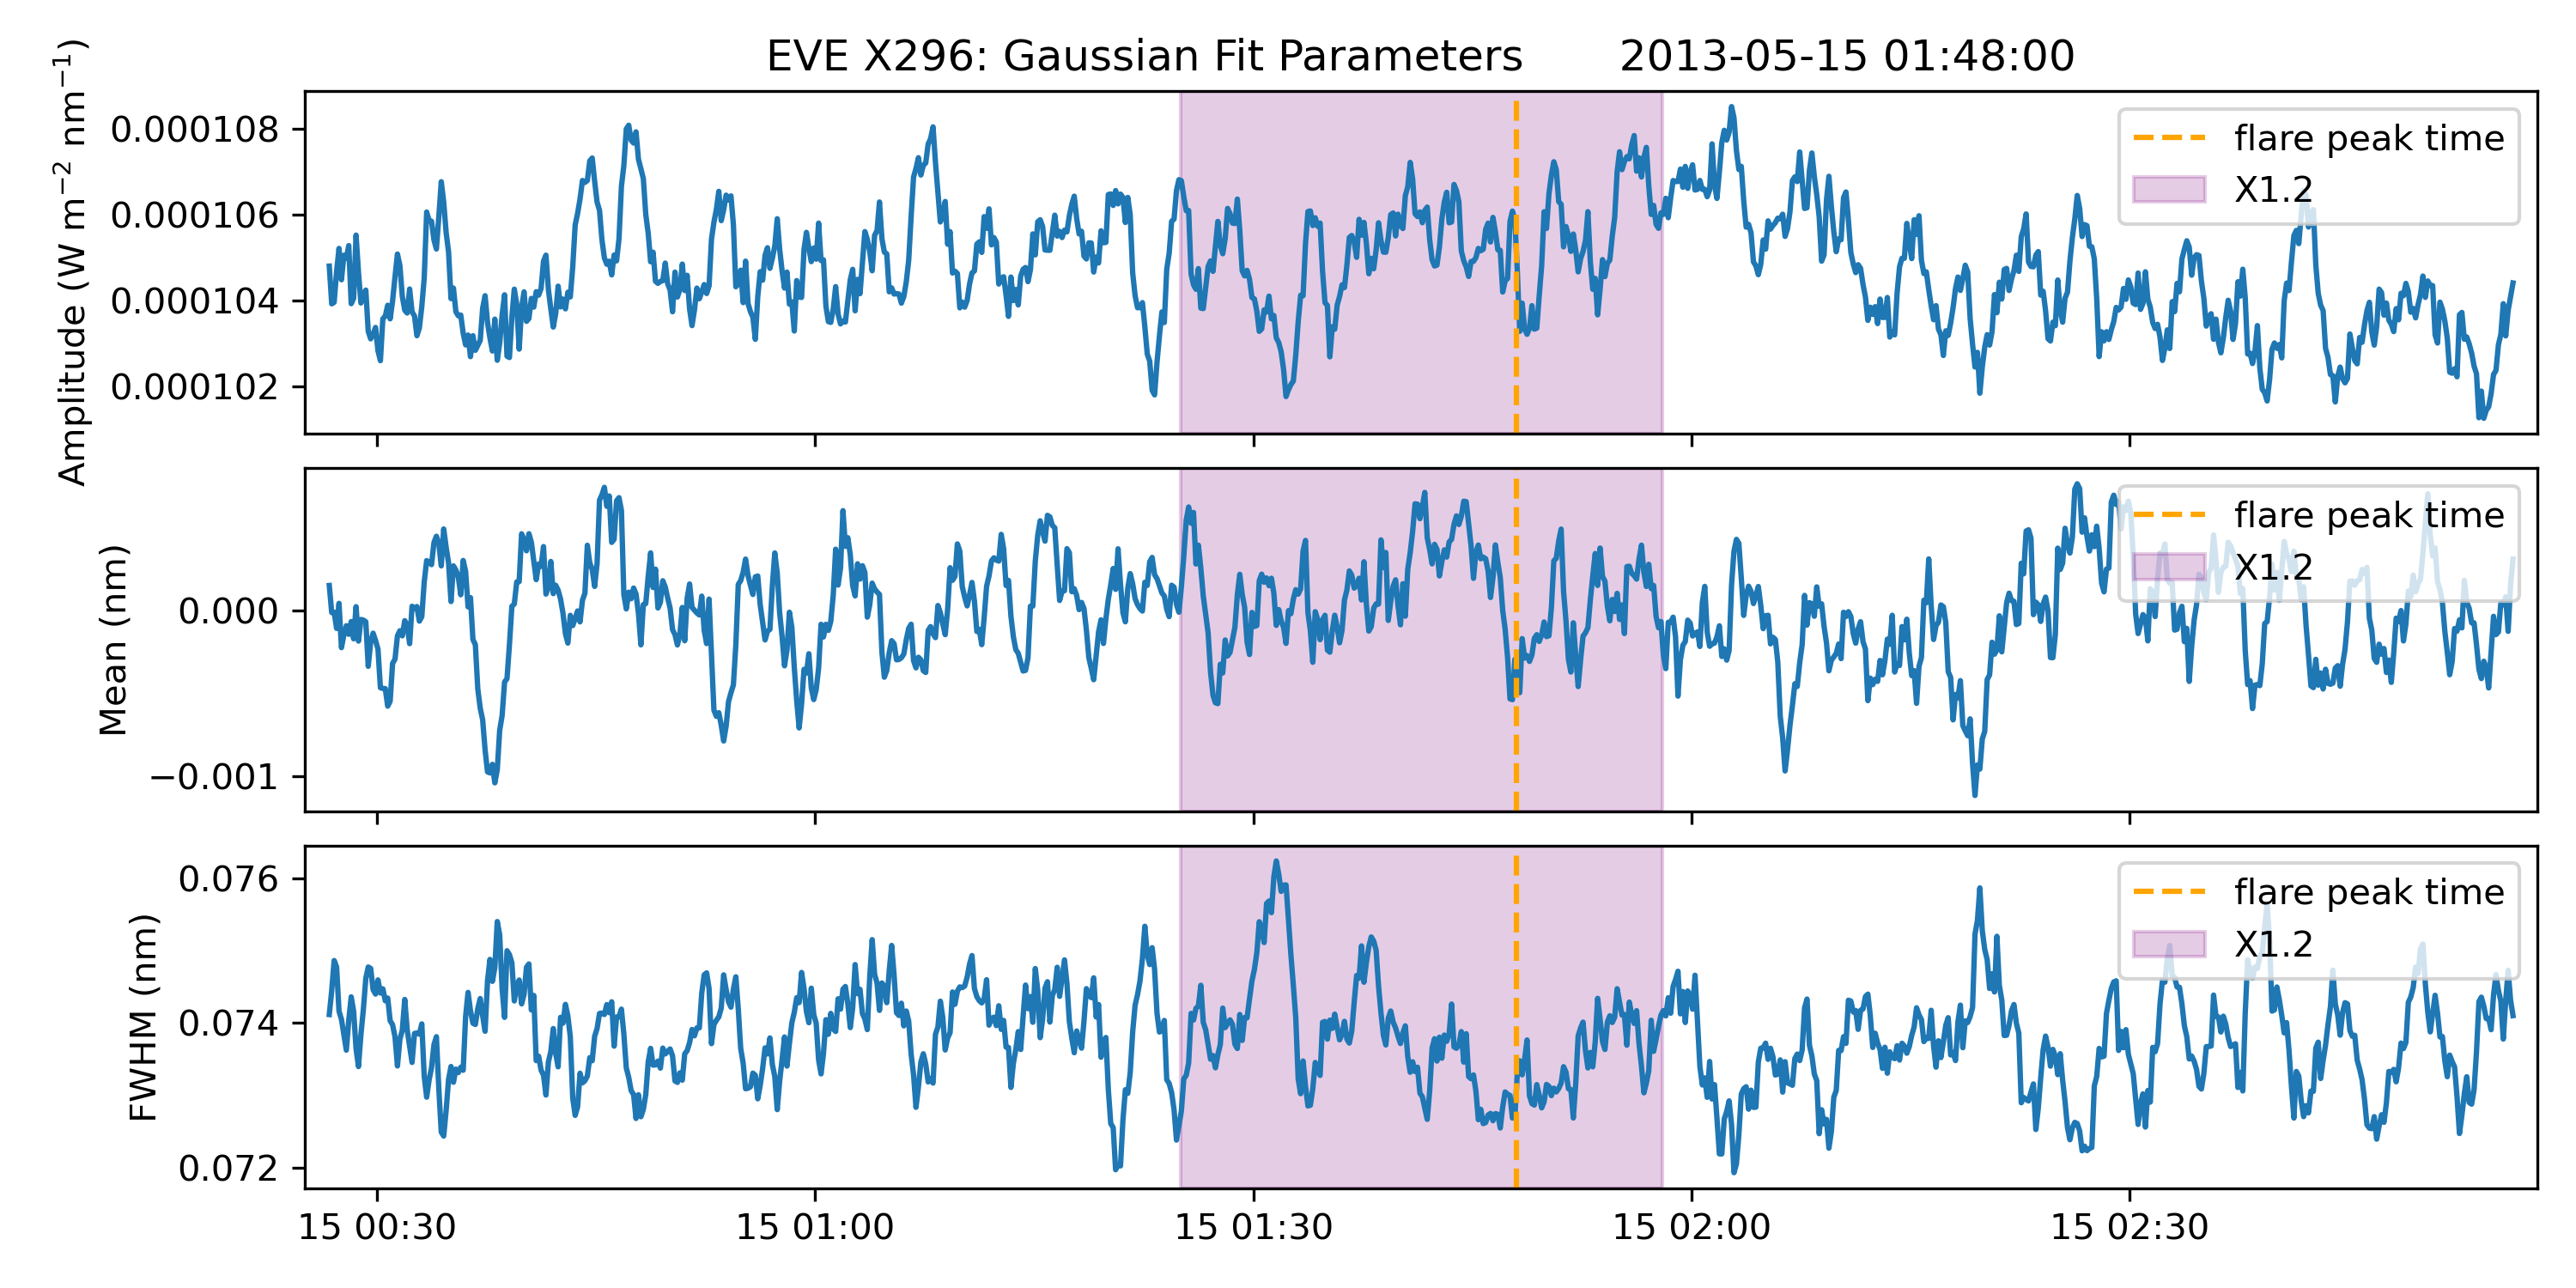 EVE X296: Gaussian Fit Parameters 2013-05-15 01:48:00
Amplitude (W m⁻² nm⁻¹)
0.000108
0.000106
0.000104
0.000102
flare peak time
X1.2
Mean (nm)
0.000
−0.001
flare peak time
X1.2
FWHM (nm)
0.076
0.074
0.072
flare peak time
X1.2
15 00:30 15 01:00 15 01:30 15 02:00 15 02:30